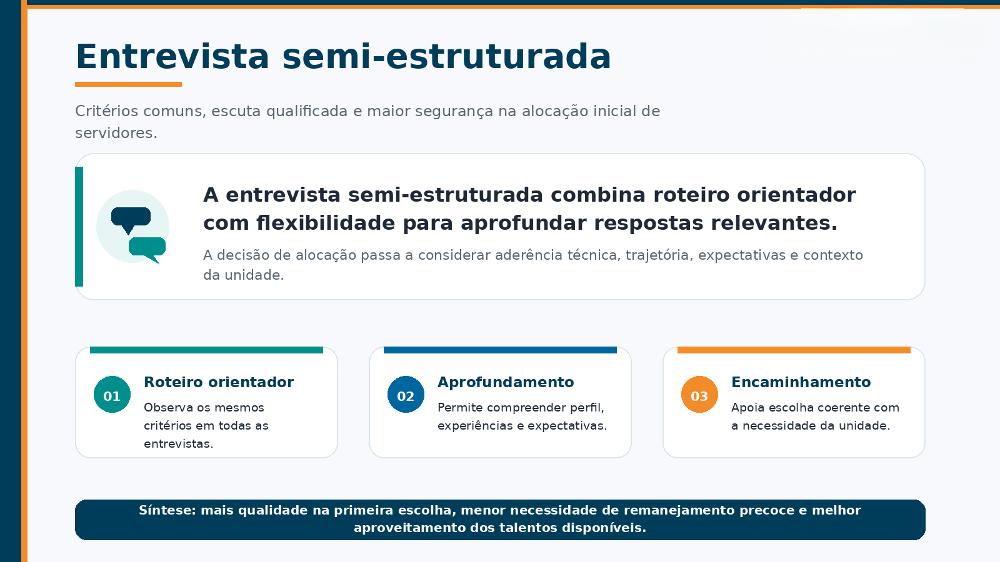 Entrevista semi-estruturada
Critérios comuns, escuta qualificada e maior segurança na alocação inicial de
servidores.
A entrevista semi-estruturada combina roteiro orientador
com flexibilidade para aprofundar respostas relevantes.
A decisão de alocação passa a considerar aderência técnica, trajetória, expectativas e contexto
da unidade.
01
Roteiro orientador
Observa os mesmos
critérios em todas as
entrevistas.
02
Aprofundamento
Permite compreender perfil,
experiências e expectativas.
03
Encaminhamento
Apoia escolha coerente com
a necessidade da unidade.
Síntese: mais qualidade na primeira escolha, menor necessidade de remanejamento precoce e melhor
aproveitamento dos talentos disponíveis.